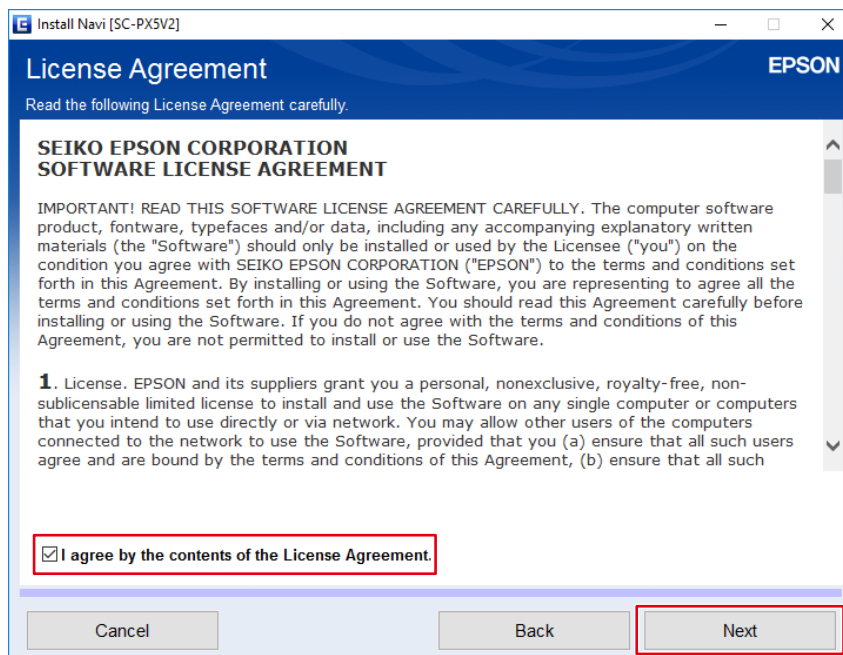 Install Navi [SC-PX5V2]
License Agreement
EPSON
Read the following License Agreement carefully.
SEIKO EPSON CORPORATION
SOFTWARE LICENSE AGREEMENT
IMPORTANT! READ THIS SOFTWARE LICENSE AGREEMENT CAREFULLY. The computer software
product, fontware, typefaces and/or data, including any accompanying explanatory written
materials (the "Software") should only be installed or used by the Licensee ("you") on the
condition you agree with SEIKO EPSON CORPORATION ("EPSON") to the terms and conditions set
forth in this Agreement. By installing or using the Software, you are representing to agree all the
terms and conditions set forth in this Agreement. You should read this Agreement carefully before
installing or using the Software. If you do not agree with the terms and conditions of this
Agreement, you are not permitted to install or use the Software.
1. License. EPSON and its suppliers grant you a personal, nonexclusive, royalty-free, non-
sublicensable limited license to install and use the Software on any single computer or computers
that you intend to use directly or via network. You may allow other users of the computers
connected to the network to use the Software, provided that you (a) ensure that all such users
agree and are bound by the terms and conditions of this Agreement, (b) ensure that all such
I agree by the contents of the License Agreement.
Cancel
Back
Next